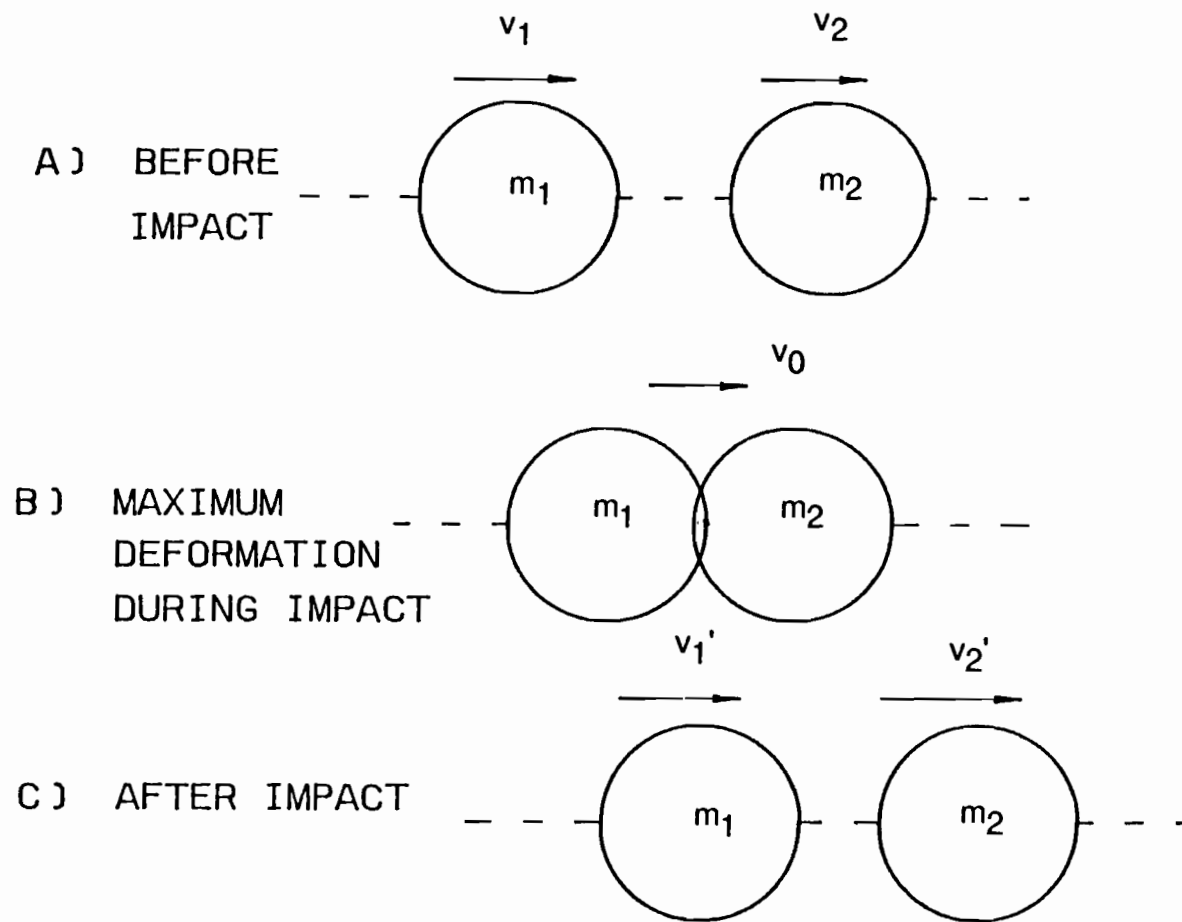 v1 v2
A) BEFORE
IMPACT
m1 m2
v0
B) MAXIMUM
DEFORMATION
DURING IMPACT
m1 m2
v1' v2'
C) AFTER IMPACT
m1 m2